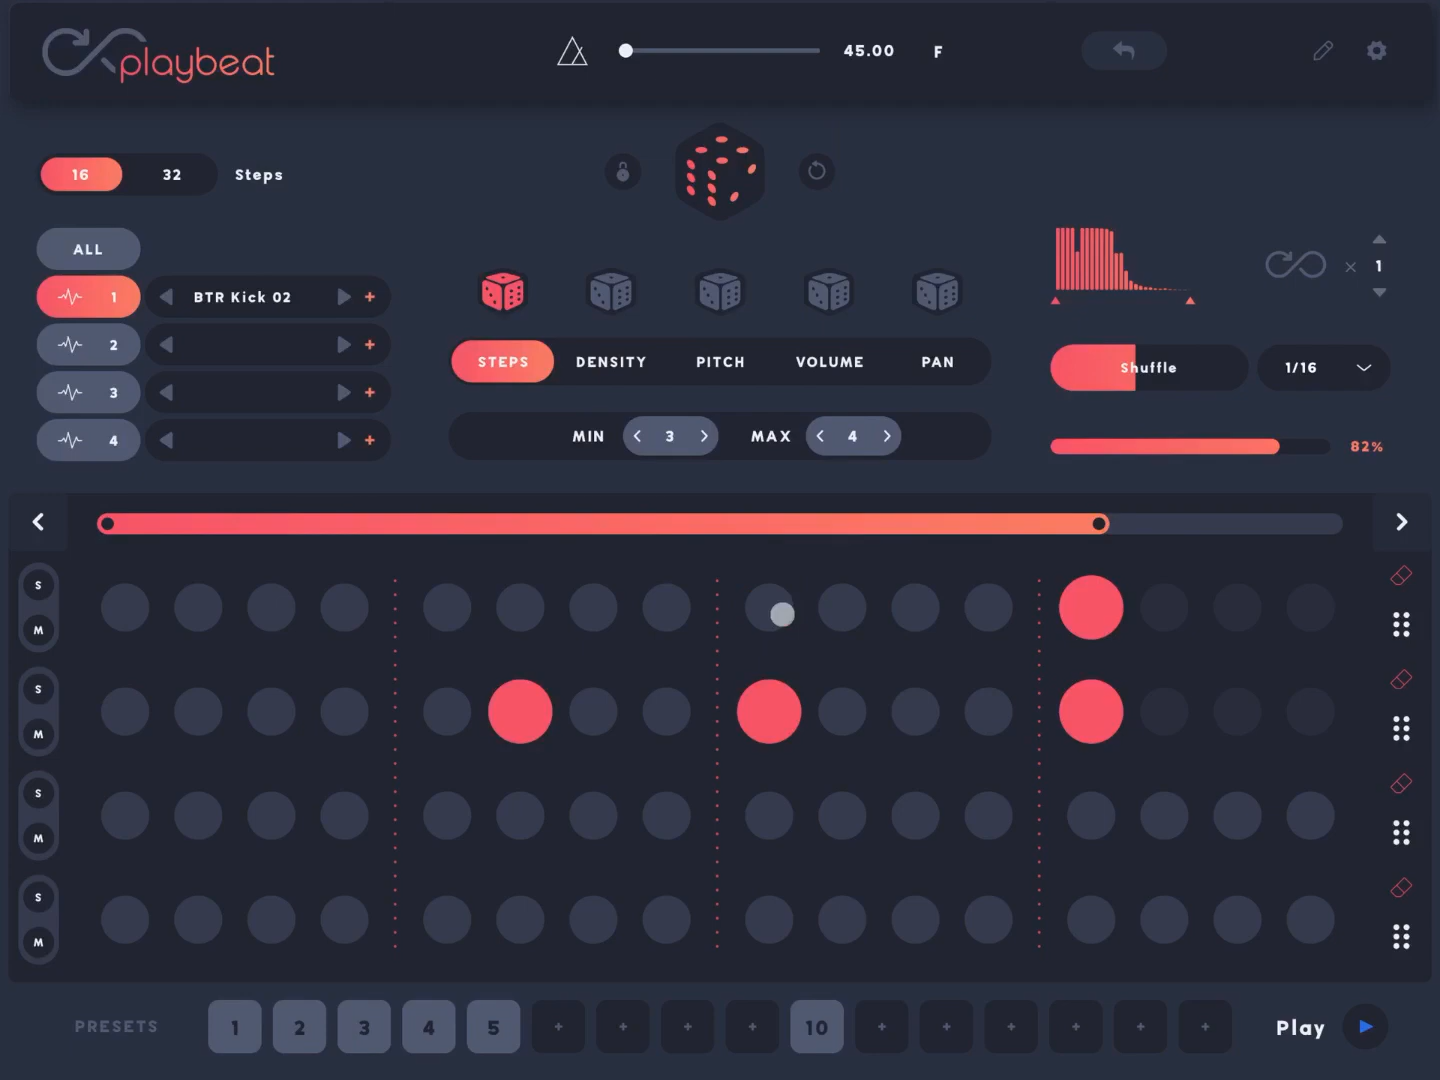 playbeat
45.00 F
16 32 Steps
ALL
1 BTR Kick 02 +
2 +
3 +
4 +
STEPS DENSITY PITCH VOLUME PAN
MIN < 3 > MAX < 4 >
× 1
Shuffle 1/16
82%
S
M
S
M
S
M
S
M
PRESETS 1 2 3 4 5 + + + + 10 + + + + + + Play